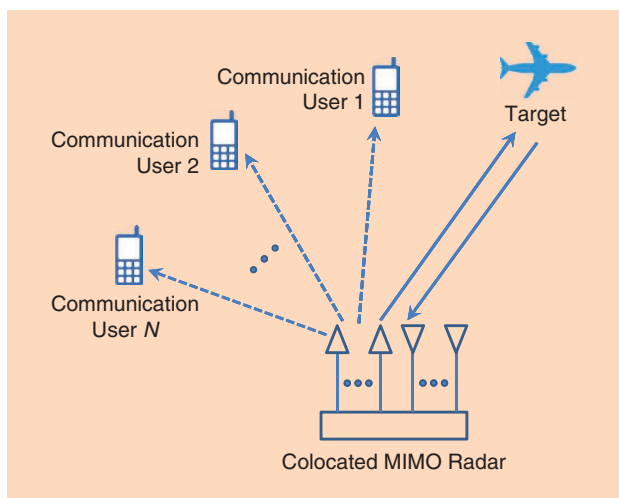 Communication
User 1
Target
Communication
User 2
Communication
User N
Colocated MIMO Radar